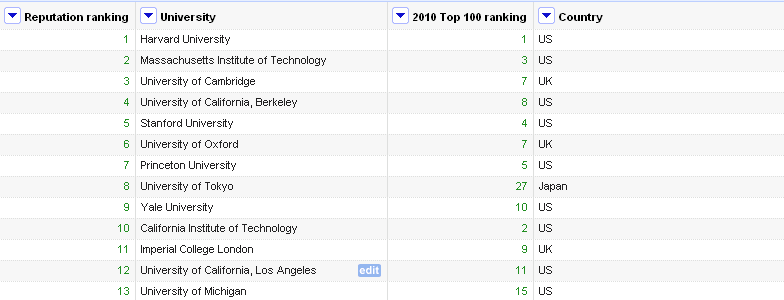 Reputation ranking University 2010 Top 100 ranking Country
1 Harvard University 1 US
2 Massachusetts Institute of Technology 3 US
3 University of Cambridge 7 UK
4 University of California, Berkeley 8 US
5 Stanford University 4 US
6 University of Oxford 7 UK
7 Princeton University 5 US
8 University of Tokyo 27 Japan
9 Yale University 10 US
10 California Institute of Technology 2 US
11 Imperial College London 9 UK
12 University of California, Los Angeles edit 11 US
13 University of Michigan 15 US